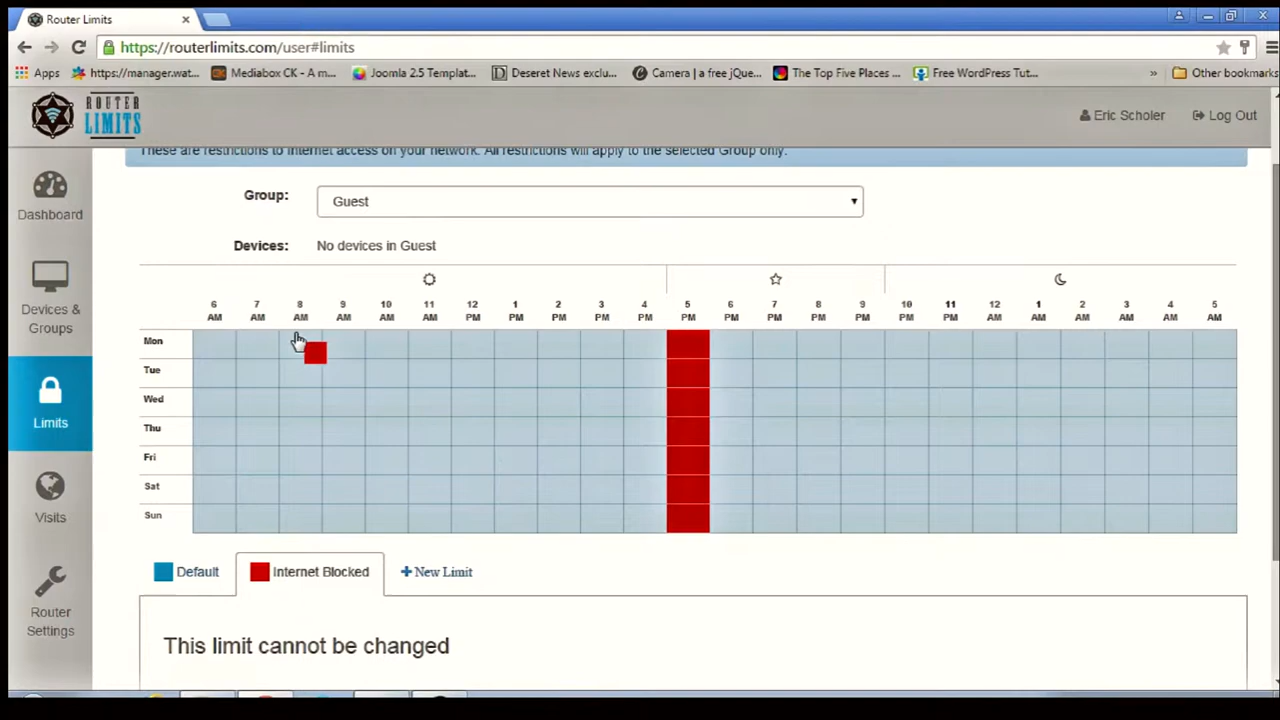 Router Limits
https://routerlimits.com/user#limits
Apps https://manager.wat... Mediabox CK - A m... Joomla 2.5 Templat... Deseret News exclu... Camera | a free jQue... The Top Five Places ... Free WordPress Tut... » Other bookmarks
ROUTER LIMITS
Eric Scholer Log Out
These are restrictions to Internet access on your network. All restrictions will apply to the selected Group only.
Dashboard
Devices & Groups
Limits
Visits
Router Settings
Group: Guest
Devices: No devices in Guest
6 AM 7 AM 8 AM 9 AM 10 AM 11 AM 12 PM 1 PM 2 PM 3 PM 4 PM 5 PM 6 PM 7 PM 8 PM 9 PM 10 PM 11 PM 12 AM 1 AM 2 AM 3 AM 4 AM 5 AM
Mon
Tue
Wed
Thu
Fri
Sat
Sun
Default Internet Blocked +New Limit
This limit cannot be changed